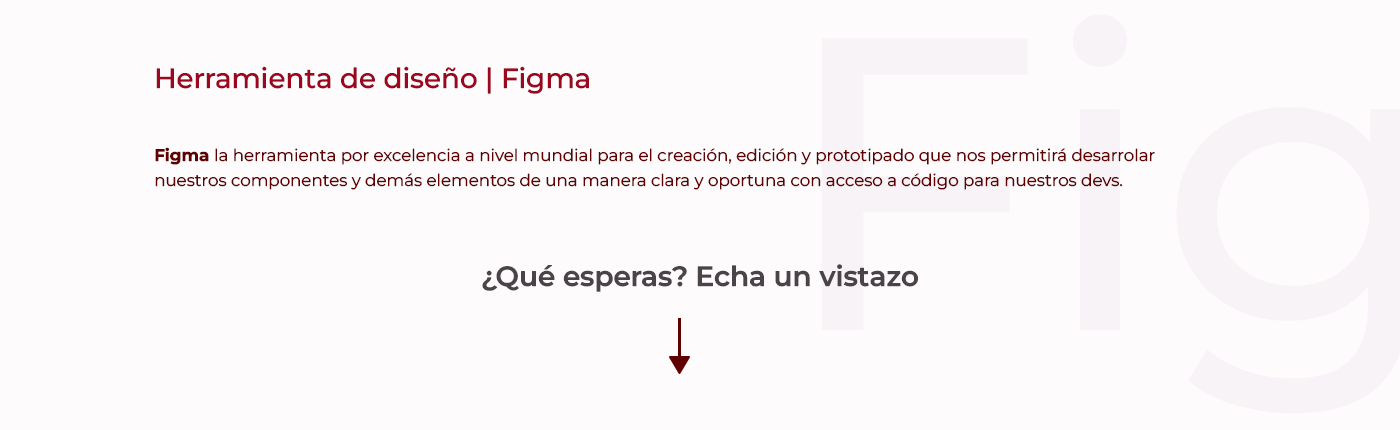 Herramienta de diseño | Figma
Figma la herramienta por excelencia a nivel mundial para el creación, edición y prototipado que nos permitirá desarrolar
nuestros componentes y demás elementos de una manera clara y oportuna con acceso a código para nuestros devs.
¿Qué esperas? Echa un vistazo
Fig